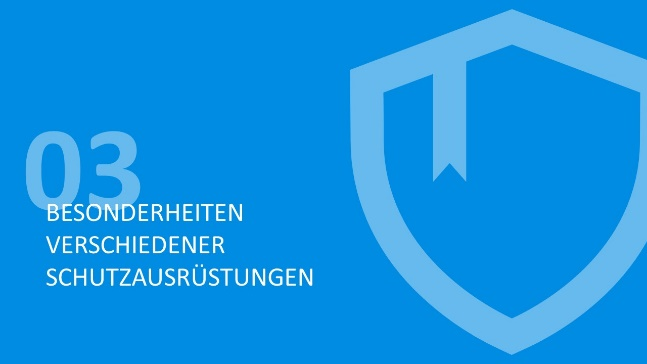 03
BESONDERHEITEN
VERSCHIEDENER
SCHUTZAUSRÜSTUNGEN